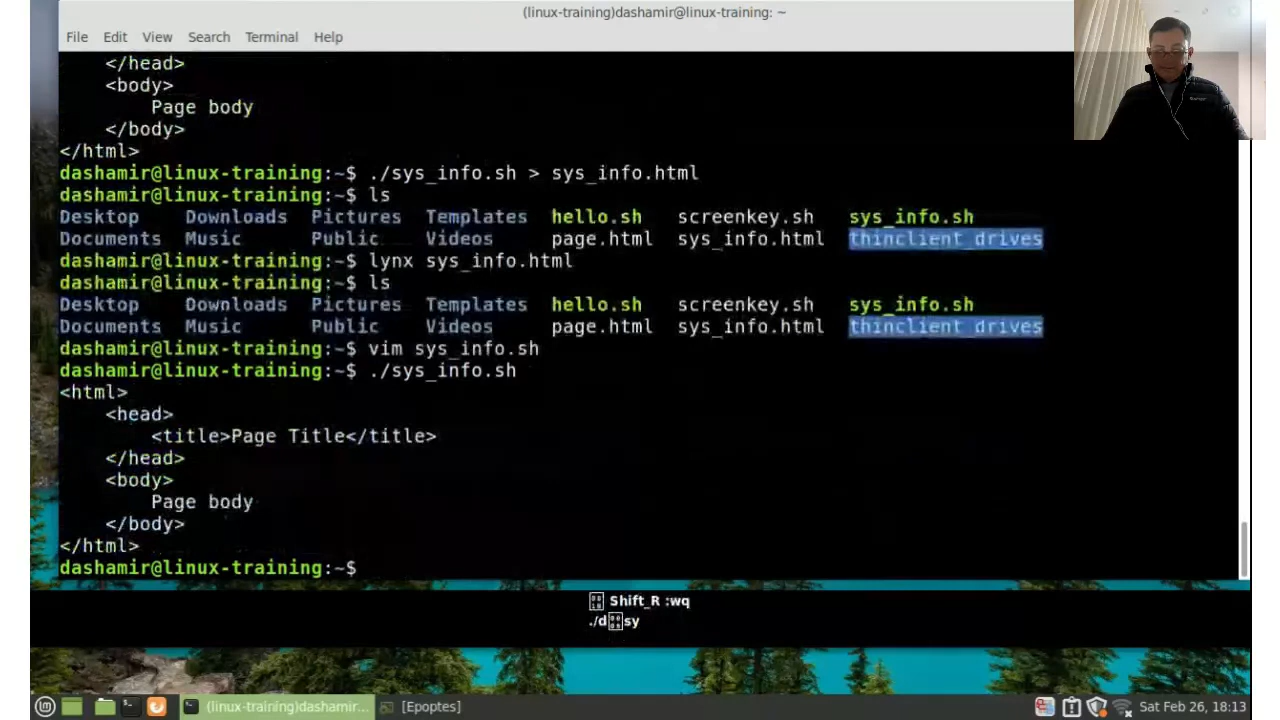 (linux-training)dashamir@linux-training: ~
File Edit View Search Terminal Help
</head>
<body>
Page body
</body>
</html>
dashamir@linux-training:~$ ./sys_info.sh > sys_info.html
dashamir@linux-training:~$ ls
Desktop Downloads Pictures Templates hello.sh screenkey.sh sys_info.sh
Documents Music Public Videos page.html sys_info.html thinclient_drives
dashamir@linux-training:~$ lynx sys_info.html
dashamir@linux-training:~$ ls
Desktop Downloads Pictures Templates hello.sh screenkey.sh sys_info.sh
Documents Music Public Videos page.html sys_info.html thinclient_drives
dashamir@linux-training:~$ vim sys_info.sh
dashamir@linux-training:~$ ./sys_info.sh
<html>
<head>
<title>Page Title</title>
</head>
<body>
Page body
</body>
</html>
dashamir@linux-training:~$
Shift_R :wq
./d sy
(linux-training)dashamir... [Epoptes] Sat Feb 26, 18:13